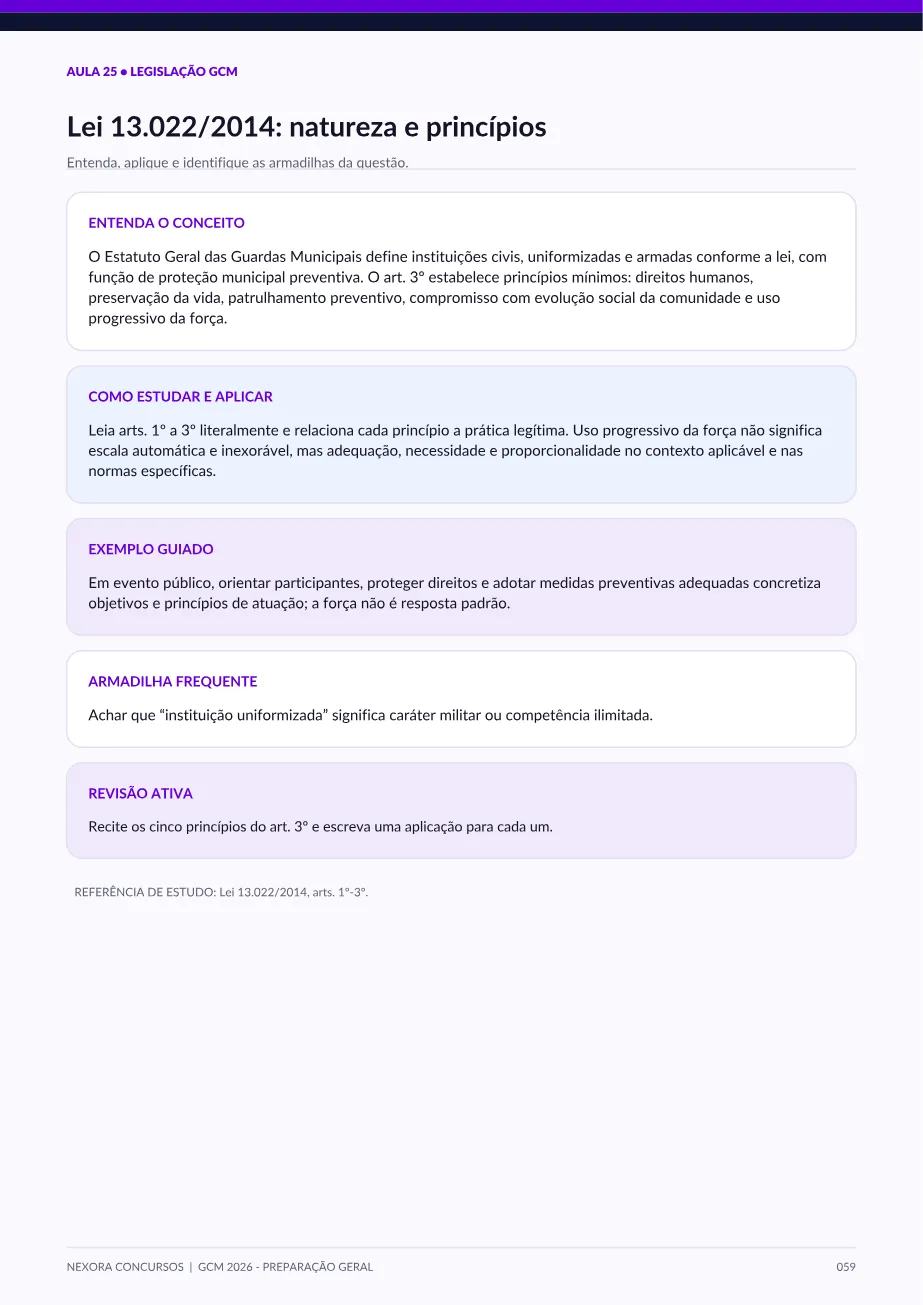 AULA 25 • LEGISLAÇÃO GCM
Lei 13.022/2014: natureza e princípios
Entenda, aplique e identifique as armadilhas da questão.
ENTENDA O CONCEITO
O Estatuto Geral das Guardas Municipais define instituições civis, uniformizadas e armadas conforme a lei, com
função de proteção municipal preventiva. O art. 3º estabelece princípios mínimos: direitos humanos,
preservação da vida, patrulhamento preventivo, compromisso com evolução social da comunidade e uso
progressivo da força.
COMO ESTUDAR E APLICAR
Leia arts. 1º a 3º literalmente e relaciona cada princípio a prática legítima. Uso progressivo da força não significa
escala automática e inexorável, mas adequação, necessidade e proporcionalidade no contexto aplicável e nas
normas específicas.
EXEMPLO GUIADO
Em evento público, orientar participantes, proteger direitos e adotar medidas preventivas adequadas concretiza
objetivos e princípios de atuação; a força não é resposta padrão.
ARMADILHA FREQUENTE
Achar que “instituição uniformizada” significa caráter militar ou competência ilimitada.
REVISÃO ATIVA
Recite os cinco princípios do art. 3º e escreva uma aplicação para cada um.
REFERÊNCIA DE ESTUDO: Lei 13.022/2014, arts. 1º-3º.
NEXORA CONCURSOS | GCM 2026 - PREPARAÇÃO GERAL
059